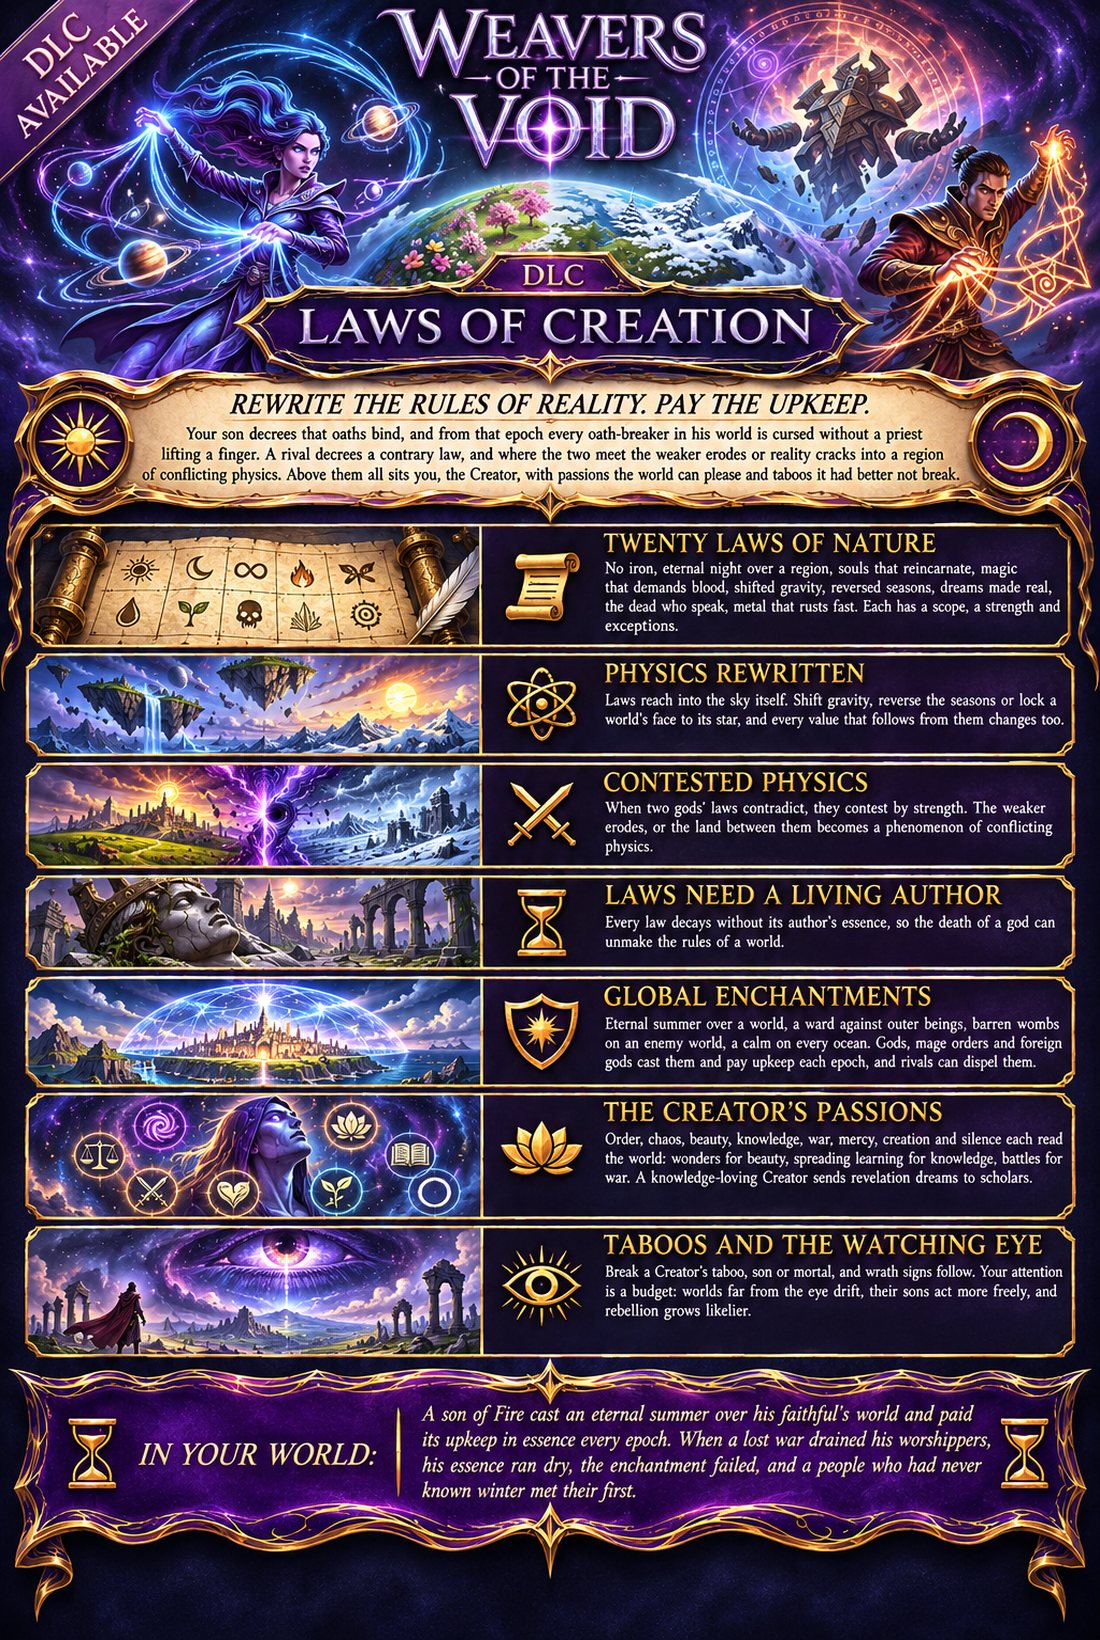 DLC
AVAILABLE
WEAVERS
OF THE
VOID
DLC
LAWS OF CREATION
REWRITE THE RULES OF REALITY. PAY THE UPKEEP.
Your son decrees that oaths bind, and from that epoch every oath-breaker in his world is cursed without a priest
lifting a finger. A rival decrees a contrary law, and where the two meet the weaker erodes or reality cracks into a region
of conflicting physics. Above them all sits you, the Creator, with passions the world can please and taboos it had better not break.
TWENTY LAWS OF NATURE
No iron, eternal night over a region, souls that reincarnate, magic
that demands blood, shifted gravity, reversed seasons, dreams made real,
the dead who speak, metal that rusts fast. Each has a scope, a strength and
exceptions.
PHYSICS REWRITTEN
Laws reach into the sky itself. Shift gravity, reverse the seasons or lock a
world's face to its star, and every value that follows from them changes too.
CONTESTED PHYSICS
When two gods' laws contradict, they contest by strength. The weaker
erodes, or the land between them becomes a phenomenon of conflicting
physics.
LAWS NEED A LIVING AUTHOR
Every law decays without its author's essence, so the death of a god can
unmake the rules of a world.
GLOBAL ENCHANTMENTS
Eternal summer over a world, a ward against outer beings, barren wombs
on an enemy world, a calm on every ocean. Gods, mage orders and foreign
gods cast them and pay upkeep each epoch, and rivals can dispel them.
THE CREATOR'S PASSIONS
Order, chaos, beauty, knowledge, war, mercy, creation and silence each read
the world: wonders for beauty, spreading learning for knowledge, battles for
war. A knowledge-loving Creator sends revelation dreams to scholars.
TABOOS AND THE WATCHING EYE
Break a Creator's taboo, son or mortal, and wrath signs follow. Your attention
is a budget: worlds far from the eye drift, their sons act more freely, and
rebellion grows likelier.
IN YOUR WORLD:
A son of Fire cast an eternal summer over his faithful's world and paid
its upkeep in essence every epoch. When a lost war drained his worshippers,
his essence ran dry, the enchantment failed, and a people who had never
known winter met their first.